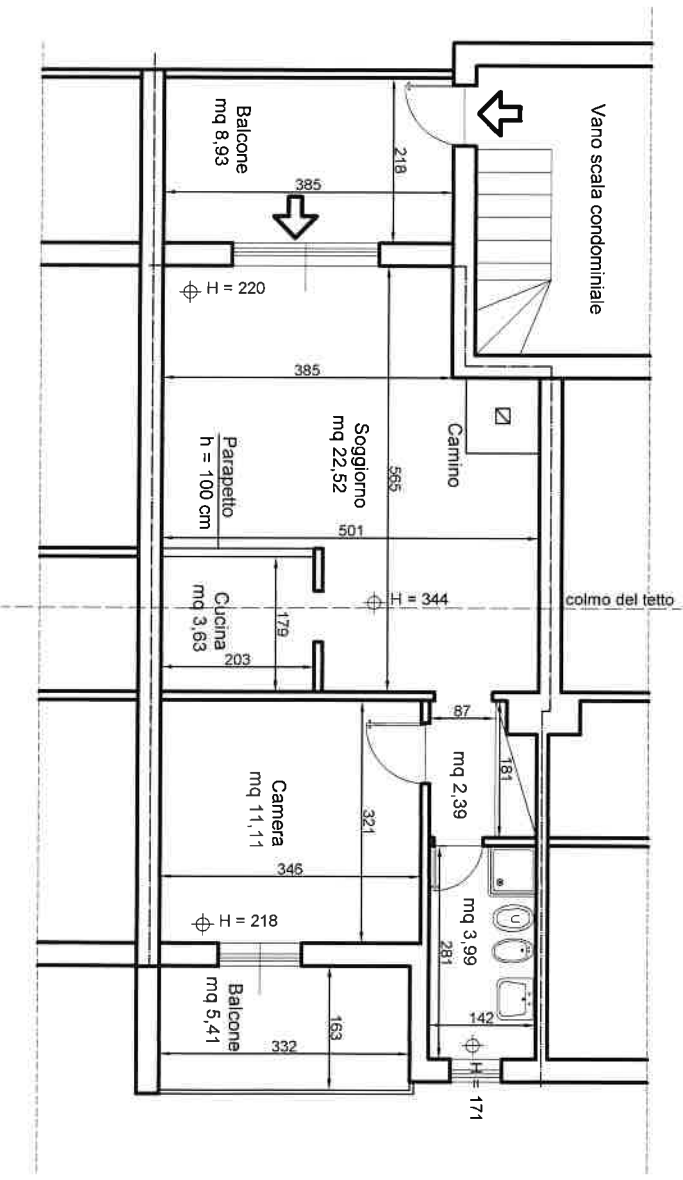 Vano scala condominiale
Balcone
mq 8,93
218
385
H = 220
385
Camino
Soggiorno
mq 22,52
565
Parapetto
h = 100 cm
501
Cucina
mq 3,63
179
203
H = 344
colmo del tetto
87
181
mq 2,39
Camera
mq 11,11
321
346
H = 218
mq 3,99
281
142
H = 171
Balcone
mq 5,41
163
332